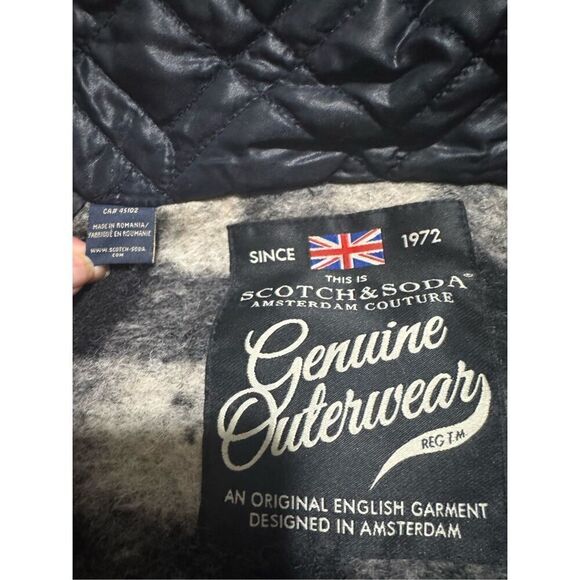 CA# 45102
MADE IN ROMANIA/
FABRIQUÉ EN ROUMANIE
WWW.SCOTCH-SODA
.COM
SINCE 1972
THIS IS
SCOTCH & SODA®
AMSTERDAM COUTURE
Genuine
Outerwear
REG T.M
AN ORIGINAL ENGLISH GARMENT
DESIGNED IN AMSTERDAM